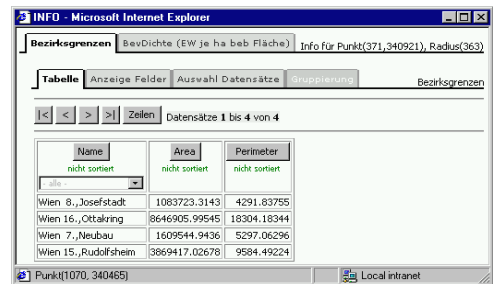 INFO - Microsoft Internet Explorer
Bezirksgrenzen BevDichte (EW je ha beb Fläche) Info für Punkt(371,340921), Radius(363)
Tabelle Anzeige Felder Auswahl Datensätze Gruppierung Bezirksgrenzen
|< < > >| Zeilen Datensätze 1 bis 4 von 4
Name Area Perimeter
nicht sortiert nicht sortiert nicht sortiert
- alle -
Wien 8.,Josefstadt 1083723.3143 4291.83755
Wien 16.,Ottakring 8646905.99545 18304.18344
Wien 7.,Neubau 1609544.9436 5297.06296
Wien 15.,Rudolfsheim 3869417.02678 9584.49224
Punkt(1070, 340465) Local intranet